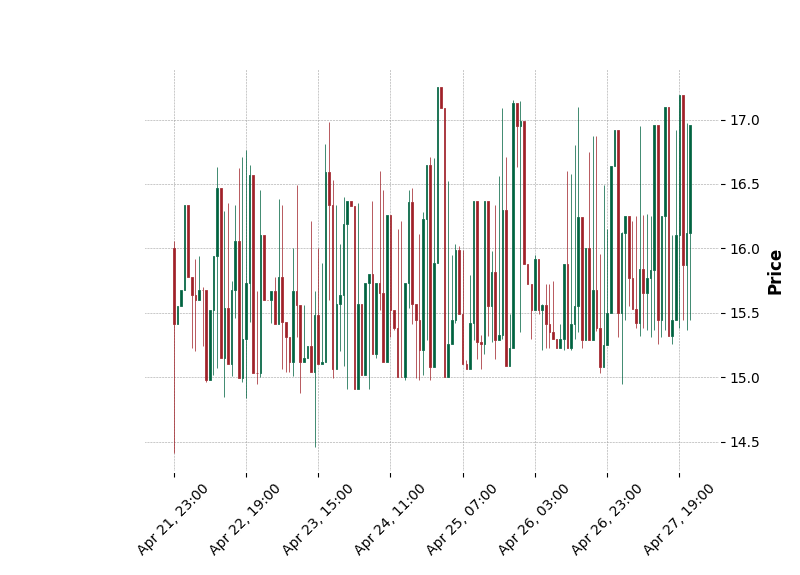 17.0
16.5
16.0
15.5
15.0
14.5
Price
Apr 21, 23:00
Apr 22, 19:00
Apr 23, 15:00
Apr 24, 11:00
Apr 25, 07:00
Apr 26, 03:00
Apr 26, 23:00
Apr 27, 19:00